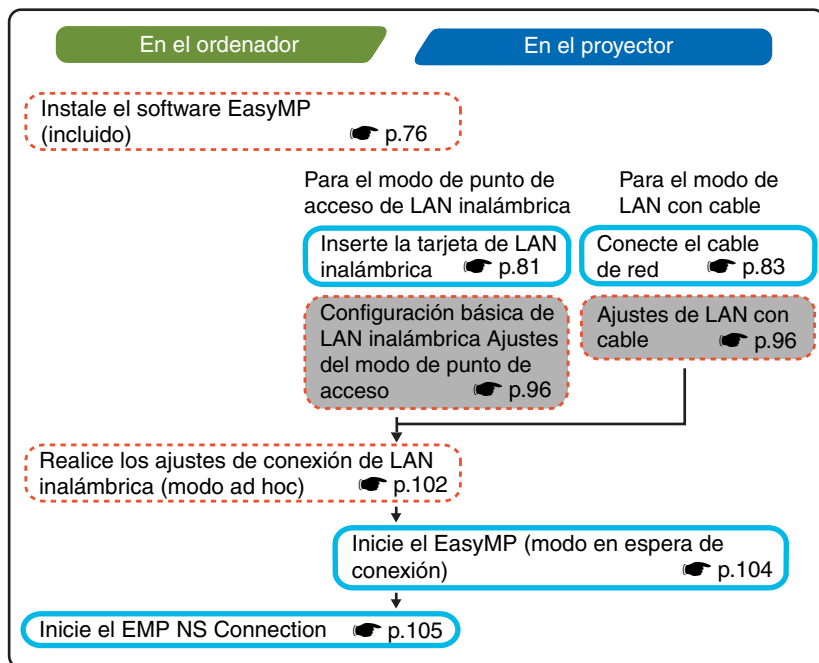 En el ordenador
En el proyector
Instale el software EasyMP
(incluido) ☛ p.76
Para el modo de punto de
acceso de LAN inalámbrica
Para el modo de
LAN con cable
Inserte la tarjeta de LAN
inalámbrica ☛ p.81
Conecte el cable
de red ☛ p.83
Configuración básica de
LAN inalámbrica Ajustes
del modo de punto de
acceso ☛ p.96
Ajustes de LAN con
cable ☛ p.96
Realice los ajustes de conexión de LAN
inalámbrica (modo ad hoc) ☛ p.102
Inicie el EasyMP (modo en espera de
conexión) ☛ p.104
Inicie el EMP NS Connection ☛ p.105